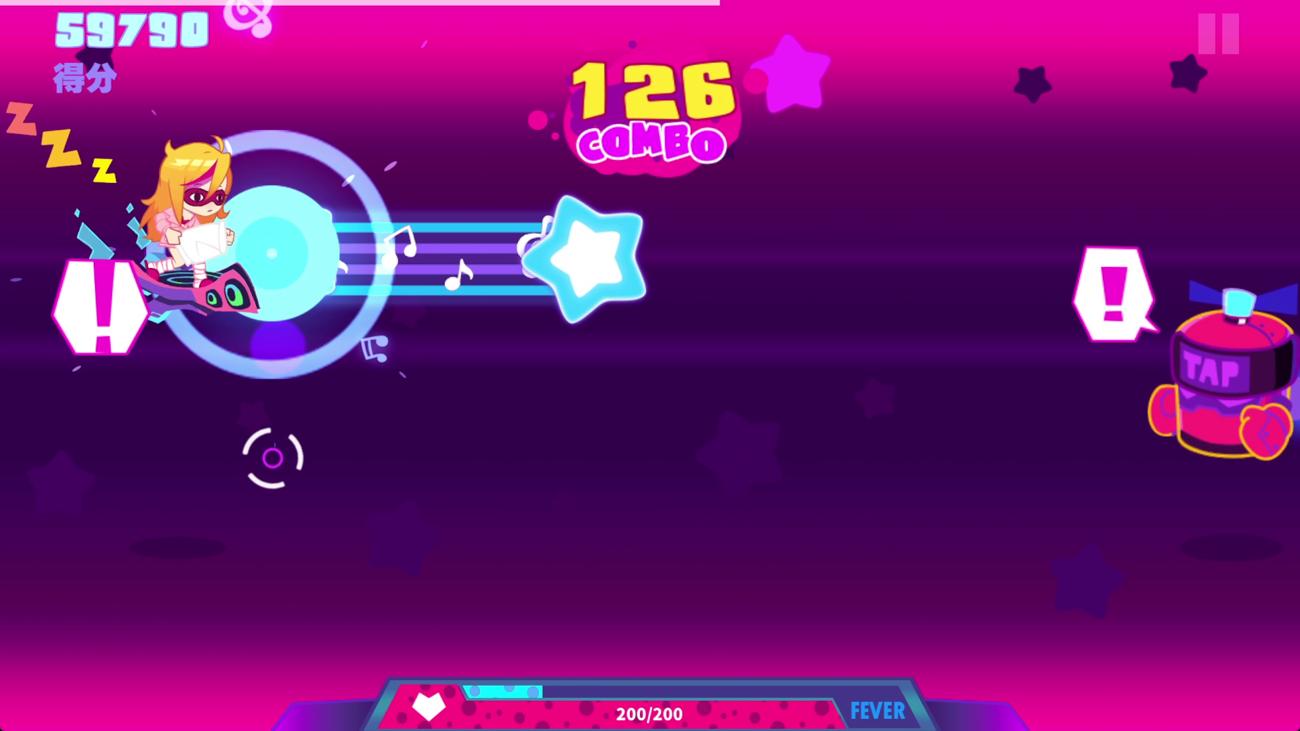 59790
得分
126
COMBO
z
z
z
!
!
TAP
200/200
FEVER